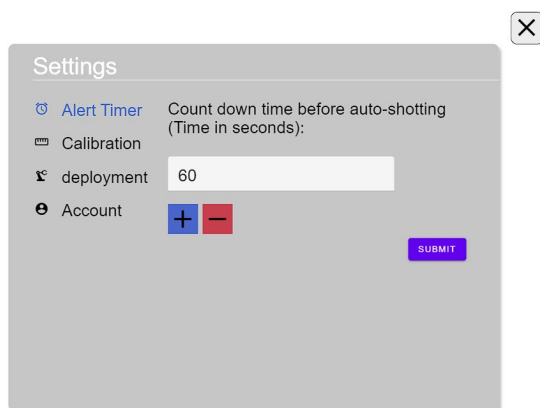 Settings
Alert Timer
Calibration
deployment
Account
Count down time before auto-shotting
(Time in seconds):
60
SUBMIT